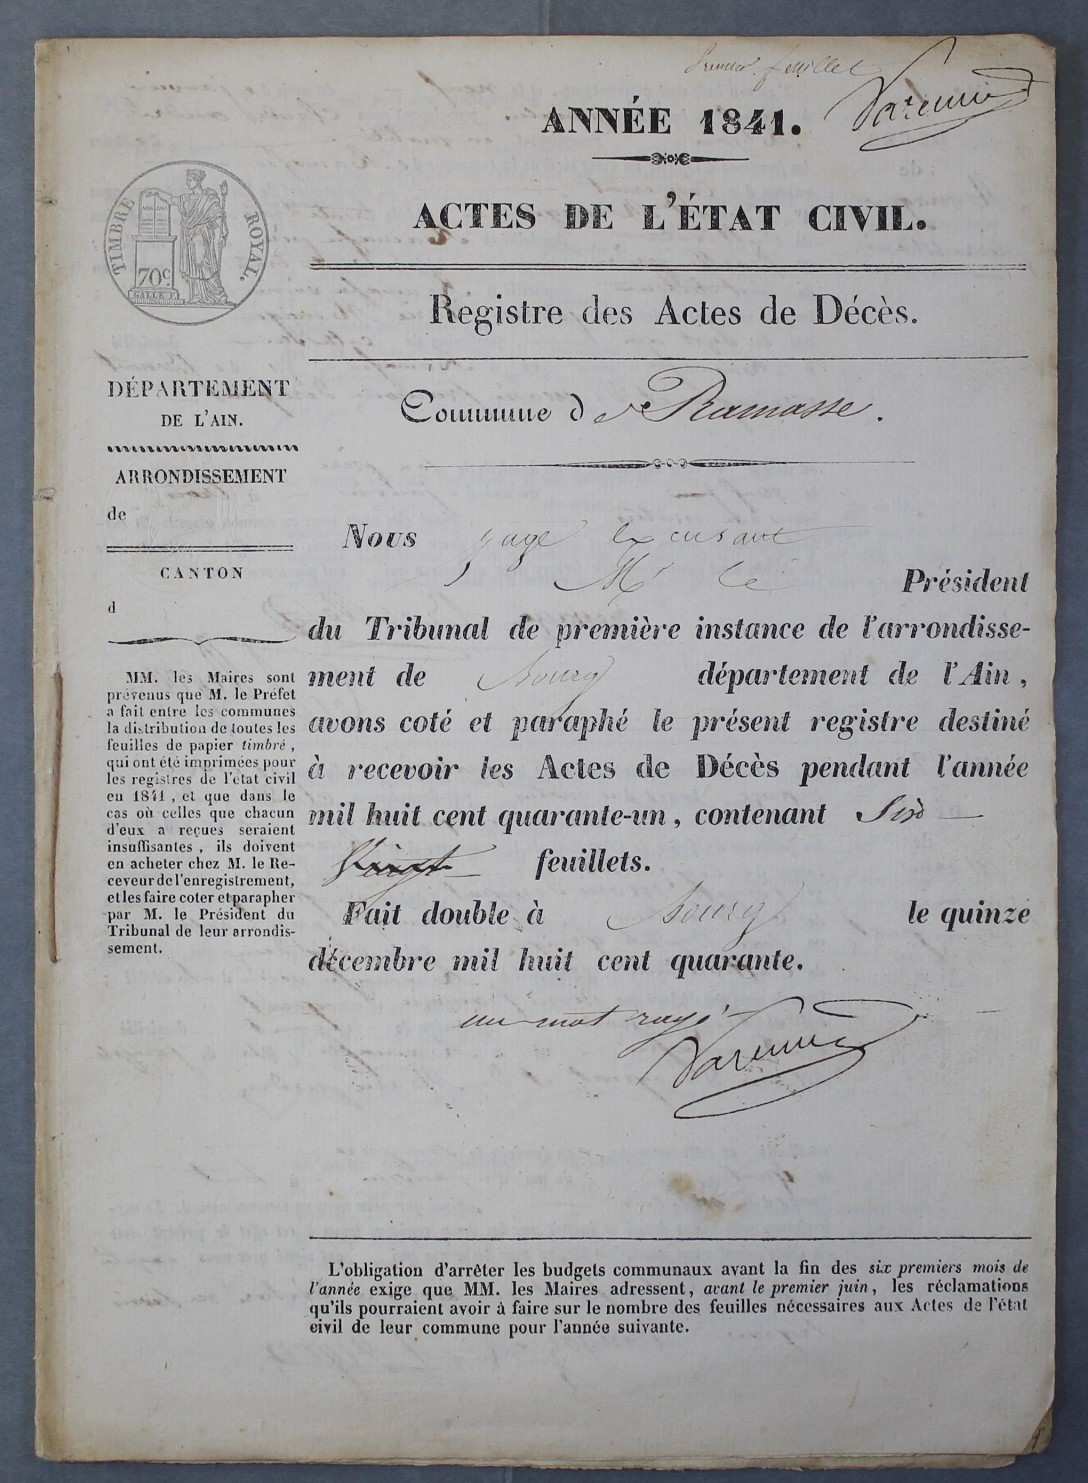 Premier feuillet
Varenne
ANNÉE 1841.
ACTES DE L'ÉTAT CIVIL.
TIMBRE ROYAL.
70c
Registre des Actes de Décès.
DÉPARTEMENT
DE L'AIN.
ARRONDISSEMENT
de
CANTON
d
MM. les Maires sont
prévenus que M. le Préfet
a fait entre les communes
la distribution de toutes les
feuilles de papier timbré,
qui ont été imprimées pour
les registres de l'état civil
en 1841, et que dans le
cas où celles que chacun
d'eux a reçues seraient
insuffisantes, ils doivent
en acheter chez M. le Re-
ceveur de l'enregistrement,
et les faire coter et parapher
par M. le Président du
Tribunal de leur arrondis-
sement.
Commune de Ramasse.
Nous juge excusant
Mr le Président
du Tribunal de première instance de l'arrondisse-
ment de Bourg département de l'Ain,
avons coté et paraphé le présent registre destiné
à recevoir les Actes de Décès pendant l'année
mil huit cent quarante-un, contenant Six
Vingt feuillets.
Fait double à Bourg le quinze
décembre mil huit cent quarante.
un mot rayé
Varenne
L'obligation d'arrêter les budgets communaux avant la fin des six premiers mois de
l'année exige que MM. les Maires adressent, avant le premier juin, les réclamations
qu'ils pourraient avoir à faire sur le nombre des feuilles nécessaires aux Actes de l'état
civil de leur commune pour l'année suivante.